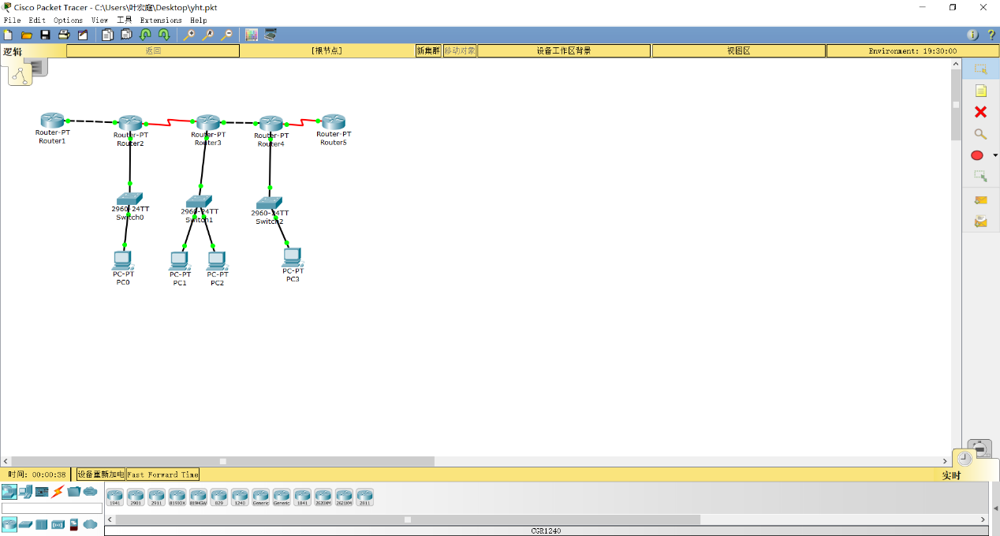 Cisco Packet Tracer - C:\Users\叶宏庭\Desktop\yht.pkt
File Edit Options View 工具 Extensions Help
逻辑 返回 [根节点] 新集群 移动对象 设备工作区背景 视图区 Environment: 19:30:00
Router-PT
Router1
Router-PT
Router2
Router-PT
Router3
Router-PT
Router4
Router-PT
Router5
2960-24TT
Switch0
2960-24TT
Switch1
2960-24TT
Switch2
PC-PT
PC0
PC-PT
PC1
PC-PT
PC2
PC-PT
PC3
时间: 00:00:38 设备重新加电 Fast Forward Time 实时
1941 2901 2911 819IOX 819HGW 829 1240 Generic Generic 1841 2620XM 2621XM 2811
CGR1240